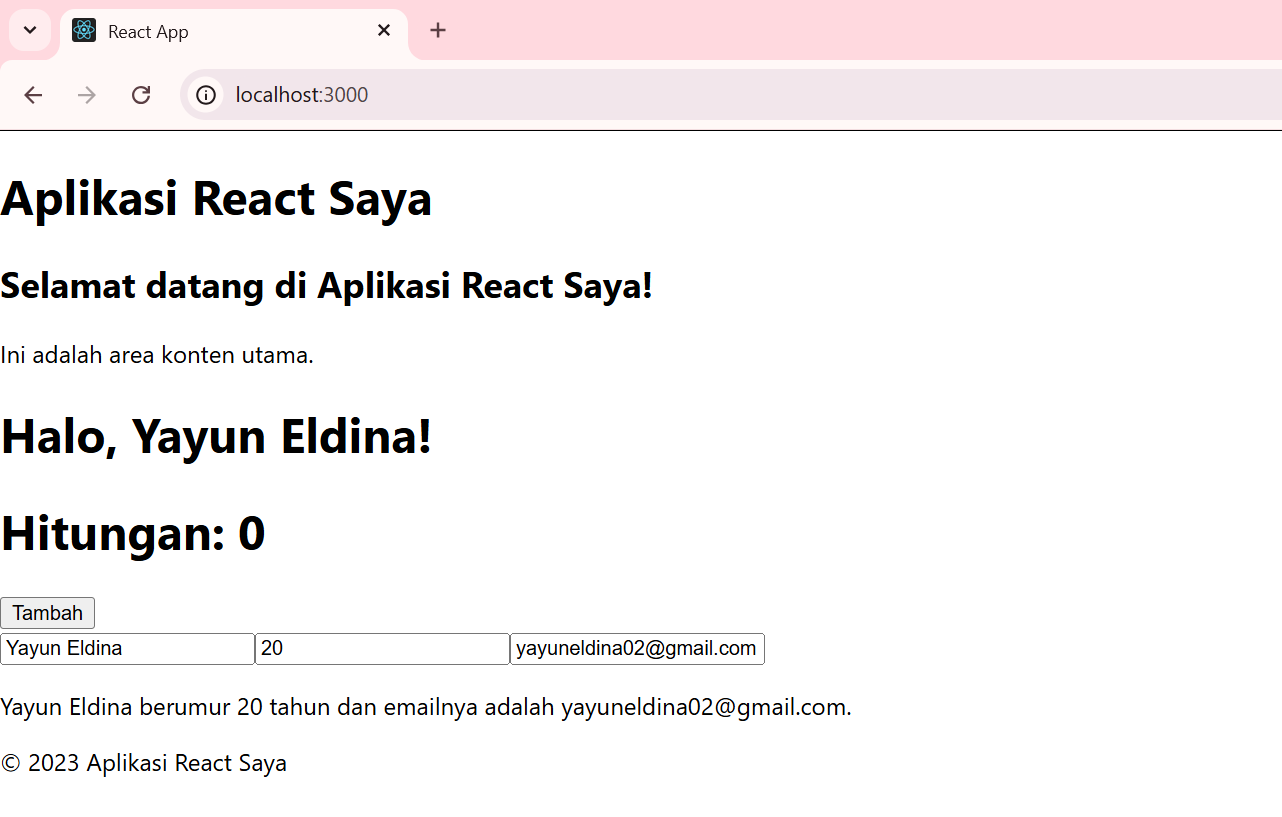 React App
localhost:3000
Aplikasi React Saya
Selamat datang di Aplikasi React Saya!
Ini adalah area konten utama.
Halo, Yayun Eldina!
Hitungan: 0
Tambah
Yayun Eldina 20 yayuneldina02@gmail.com
Yayun Eldina berumur 20 tahun dan emailnya adalah yayuneldina02@gmail.com.
© 2023 Aplikasi React Saya